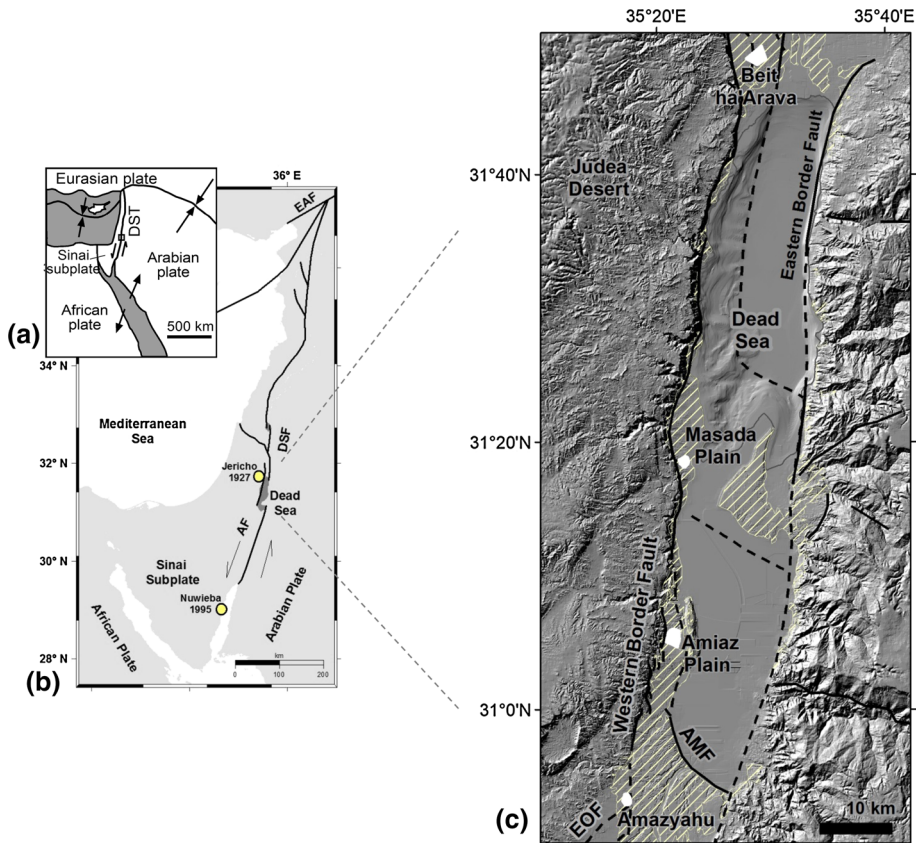 (a)
Eurasian plate
DST
Sinai
subplate
Arabian
plate
African
plate
500 km
(b)
36° E
EAF
34° N
32° N
30° N
28° N
Mediterranean
Sea
DSF
Jericho
1927
Dead
Sea
AF
Sinai
Subplate
Nuwieba
1995
African Plate
Arabian Plate
km
0 100 200
(c)
35°20'E 35°40'E
31°40'N
31°20'N
31°0'N
Beit
ha Arava
Judea
Desert
Eastern Border Fault
Dead
Sea
Masada
Plain
Western Border Fault
Amiaz
Plain
AMF
EOF
Amazyahu
10 km